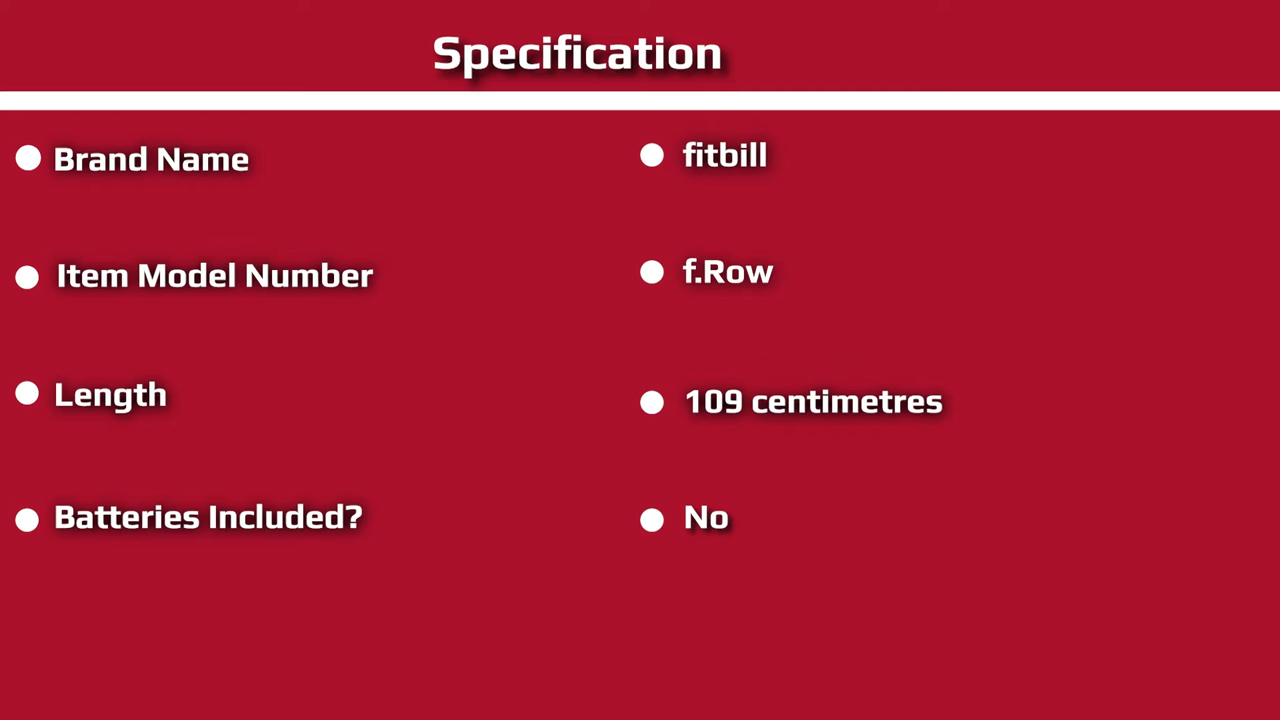 Specification
Brand Name
fitbill
Item Model Number
f.Row
Length
109 centimetres
Batteries Included?
No